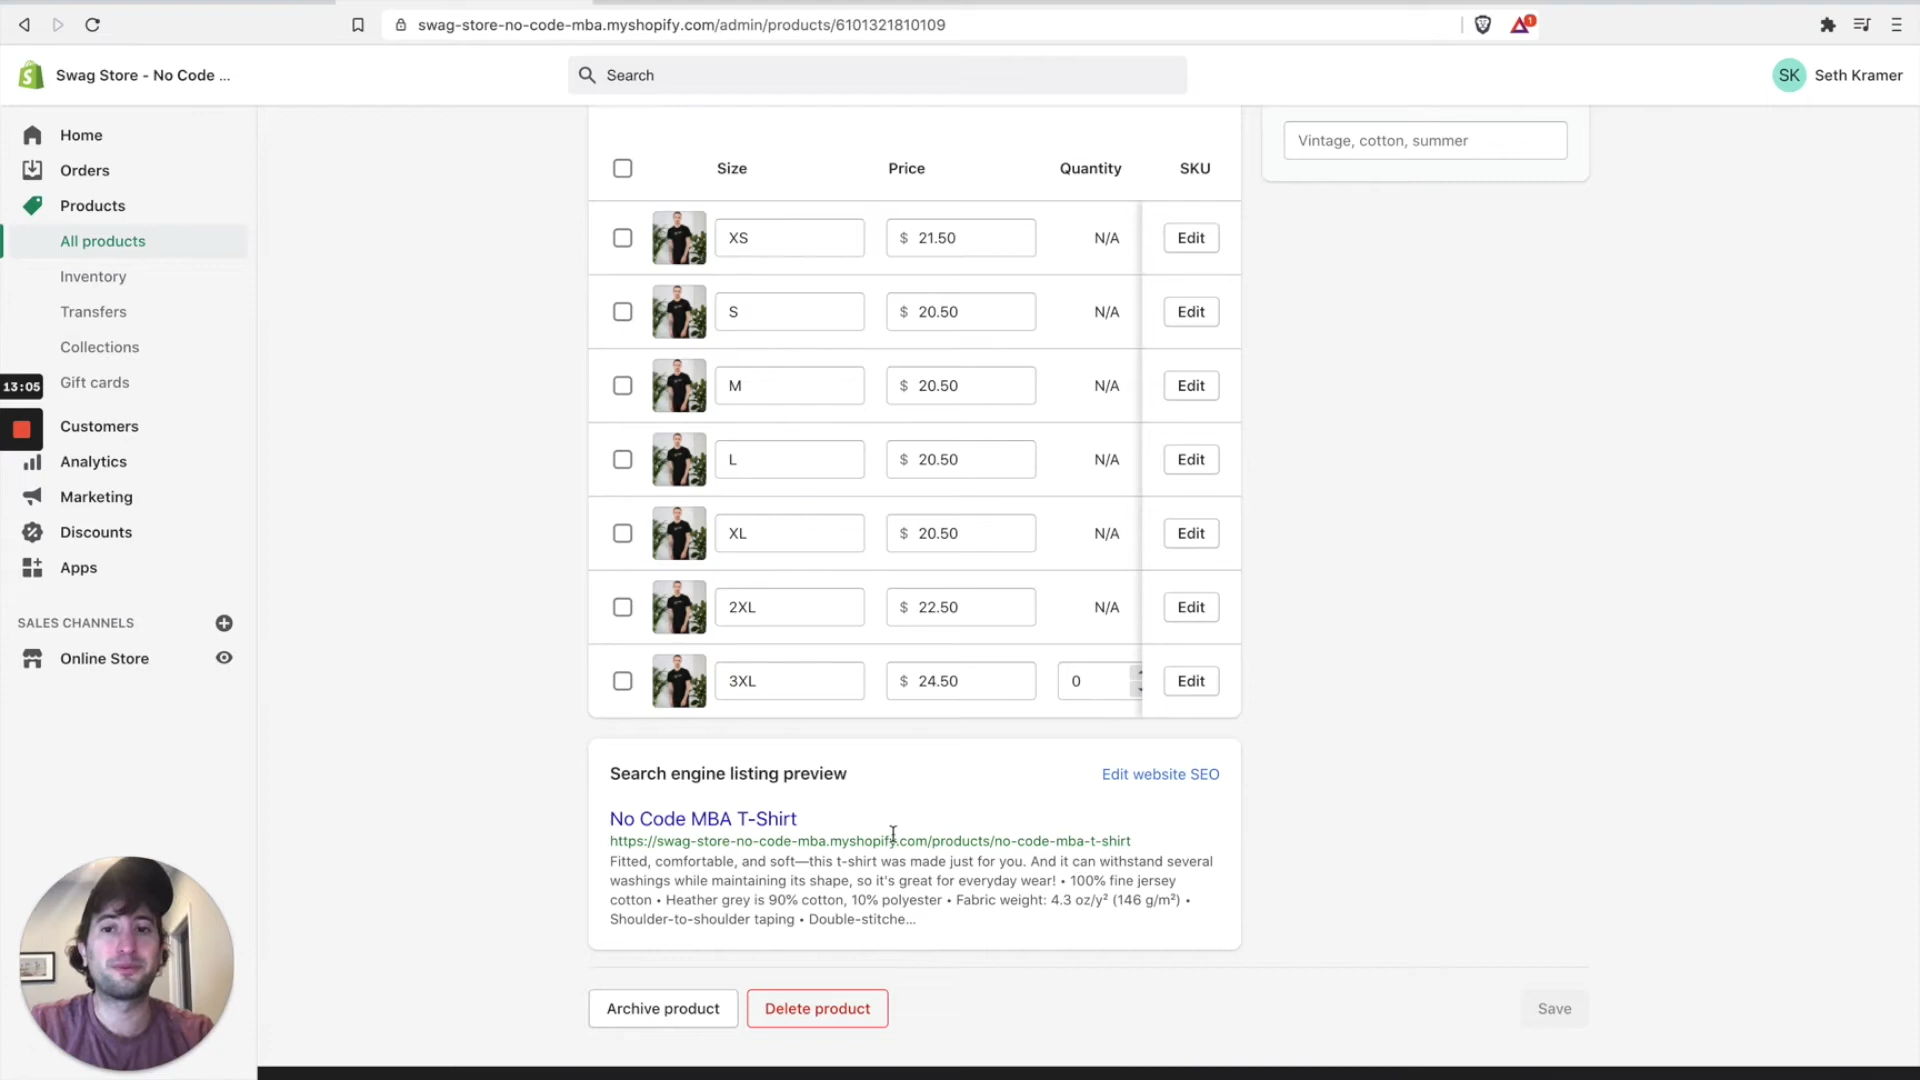 swag-store-no-code-mba.myshopify.com/admin/products/6101321810109
1
Swag Store - No Code ...
Search
SK
Seth Kramer
Home
Orders
Products
All products
Inventory
Transfers
Collections
13:05
Gift cards
Customers
Analytics
Marketing
Discounts
Apps
SALES CHANNELS
Online Store
Vintage, cotton, summer
Size Price Quantity SKU
XS $ 21.50 N/A Edit
S $ 20.50 N/A Edit
M $ 20.50 N/A Edit
L $ 20.50 N/A Edit
XL $ 20.50 N/A Edit
2XL $ 22.50 N/A Edit
3XL $ 24.50 0 Edit
Search engine listing preview
Edit website SEO
No Code MBA T-Shirt
https://swag-store-no-code-mba.myshopify.com/products/no-code-mba-t-shirt
Fitted, comfortable, and soft—this t-shirt was made just for you. And it can withstand several
washings while maintaining its shape, so it's great for everyday wear! • 100% fine jersey
cotton • Heather grey is 90% cotton, 10% polyester • Fabric weight: 4.3 oz/y² (146 g/m²) •
Shoulder-to-shoulder taping • Double-stitche...
Archive product
Delete product
Save